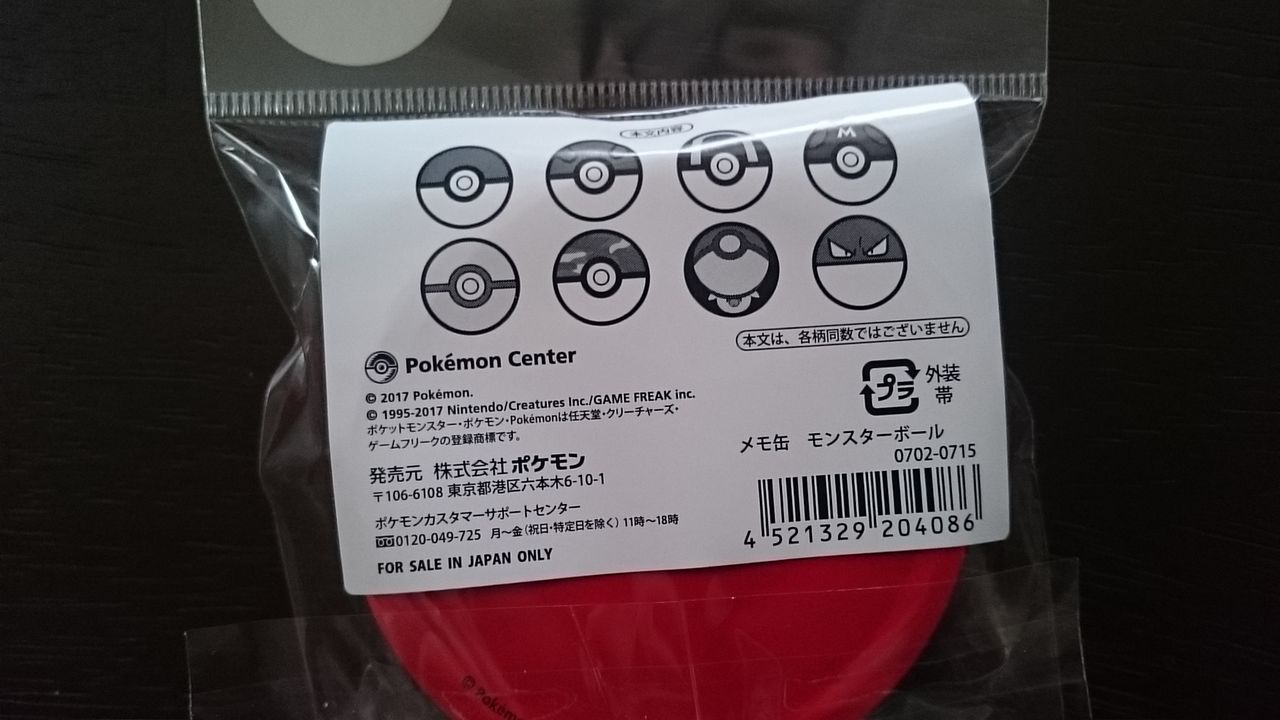 本文内容
M
本文は、各柄同数ではございません
Pokémon Center
© 2017 Pokémon.
© 1995-2017 Nintendo/Creatures Inc./GAME FREAK inc.
ポケットモンスター・ポケモン・Pokémonは任天堂・クリーチャーズ・
ゲームフリークの登録商標です。
発売元 株式会社ポケモン
〒106-6108 東京都港区六本木6-10-1
ポケモンカスタマーサポートセンター
0120-049-725 月〜金(祝日・特定日を除く) 11時〜18時
FOR SALE IN JAPAN ONLY
プラ
外装
帯
メモ缶 モンスターボール
0702-0715
4 521329 204086
© Pokém